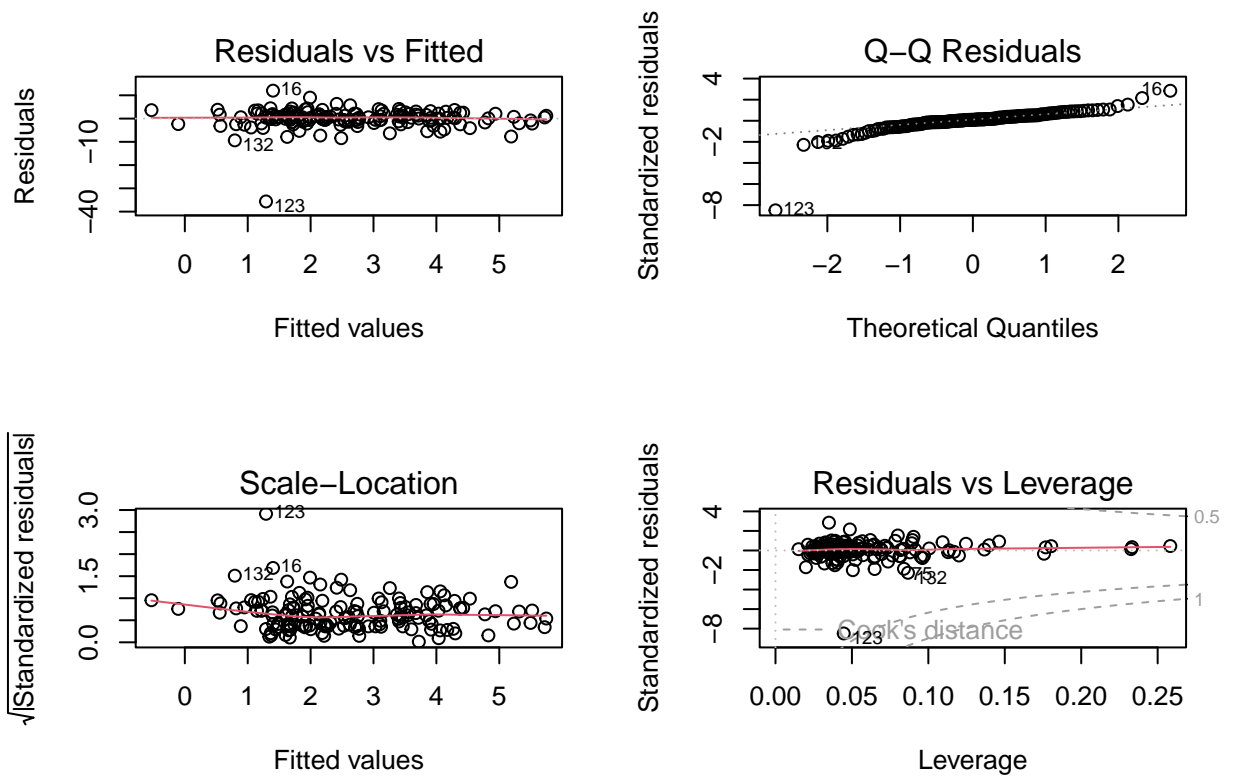 Residuals vs Fitted
Residuals
−10
−40
0 1 2 3 4 5
Fitted values
16
132
123
Q−Q Residuals
Standardized residuals
4
−2
−8
−2 −1 0 1 2
Theoretical Quantiles
16
123
Scale−Location
√|Standardized residuals|
3.0
1.5
0.0
0 1 2 3 4 5
Fitted values
123
132
16
Residuals vs Leverage
Standardized residuals
4
−2
−8
0.00 0.05 0.10 0.15 0.20 0.25
Leverage
0.5
1
75
132
Cook's distance
123